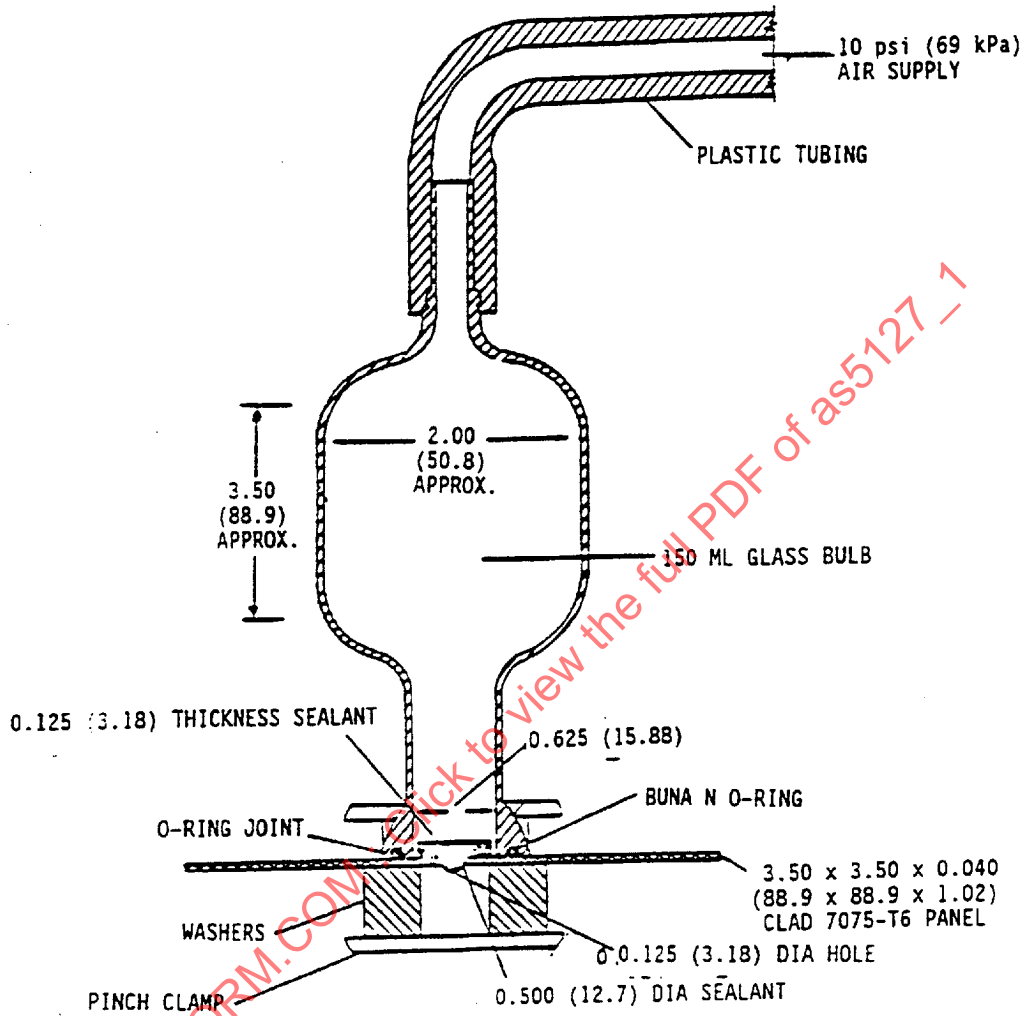 10 psi (69 kPa)
AIR SUPPLY
PLASTIC TUBING
2.00
(50.8)
APPROX.
3.50
(88.9)
APPROX.
150 ML GLASS BULB
0.125 (3.18) THICKNESS SEALANT
0.625 (15.88)
BUNA N O-RING
O-RING JOINT
3.50 x 3.50 x 0.040
(88.9 x 88.9 x 1.02)
CLAD 7075-T6 PANEL
WASHERS
0.125 (3.18) DIA HOLE
0.500 (12.7) DIA SEALANT
PINCH CLAMP
RM.COM : Click to view the full PDF of as5127_1